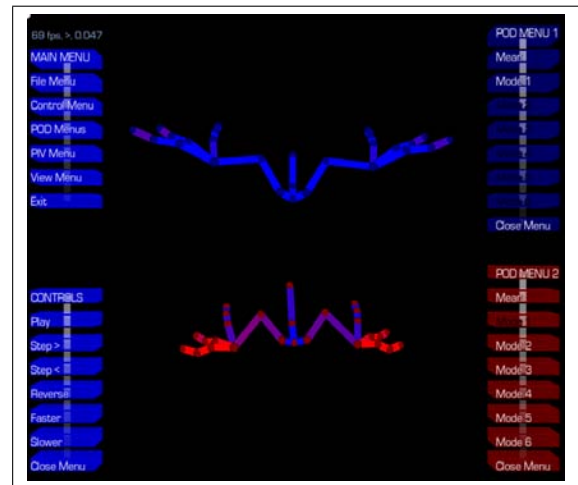 69 fps, >, 0.047
MAIN MENU
File Menu
Control Menu
POD Menus
PIV Menu
View Menu
Exit
POD MENU 1
Mean
Mode 1
Close Menu
CONTROLS
Play
Step >
Step <
Reverse
Faster
Slower
Close Menu
POD MENU 2
Mean
Mode 2
Mode 3
Mode 4
Mode 5
Mode 6
Close Menu